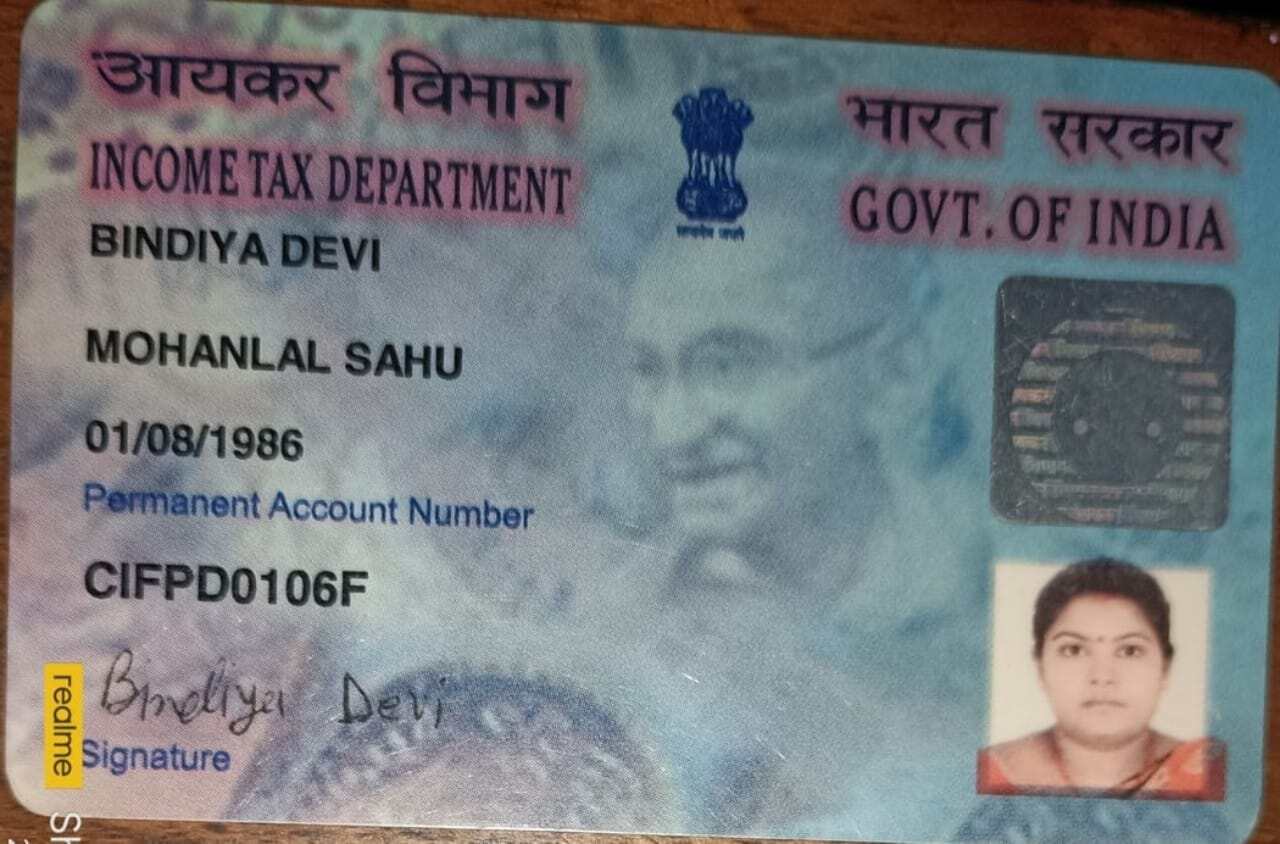 आयकर विभाग
INCOME TAX DEPARTMENT
भारत सरकार
GOVT. OF INDIA
सत्यमेव जयते
BINDIYA DEVI
MOHANLAL SAHU
01/08/1986
Permanent Account Number
CIFPD0106F
Bindiya Devi
Signature
realme